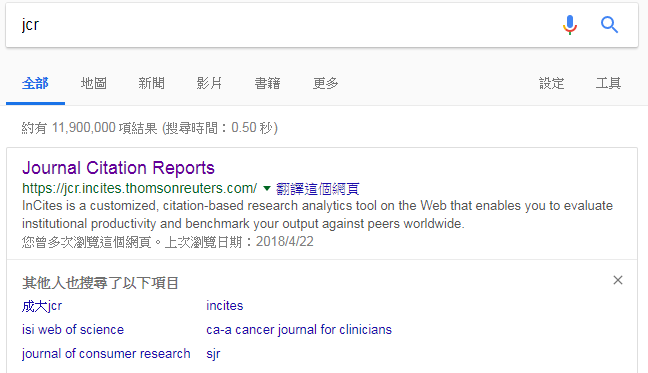 jcr
全部 地圖 新聞 影片 書籍 更多 設定 工具
約有 11,900,000 項結果 (搜尋時間：0.50 秒)
Journal Citation Reports
https://jcr.incites.thomsonreuters.com/ ▼ 翻譯這個網頁
InCites is a customized, citation-based research analytics tool on the Web that enables you to evaluate
institutional productivity and benchmark your output against peers worldwide.
您曾多次瀏覽這個網頁。上次瀏覽日期：2018/4/22
其他人也搜尋了以下項目
成大jcr incites
isi web of science ca-a cancer journal for clinicians
journal of consumer research sjr